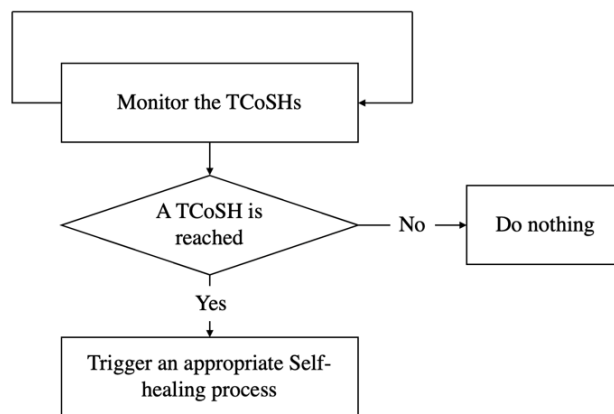 Monitor the TCoSHs
A TCoSH is
reached
No
Do nothing
Yes
Trigger an appropriate Self-
healing process